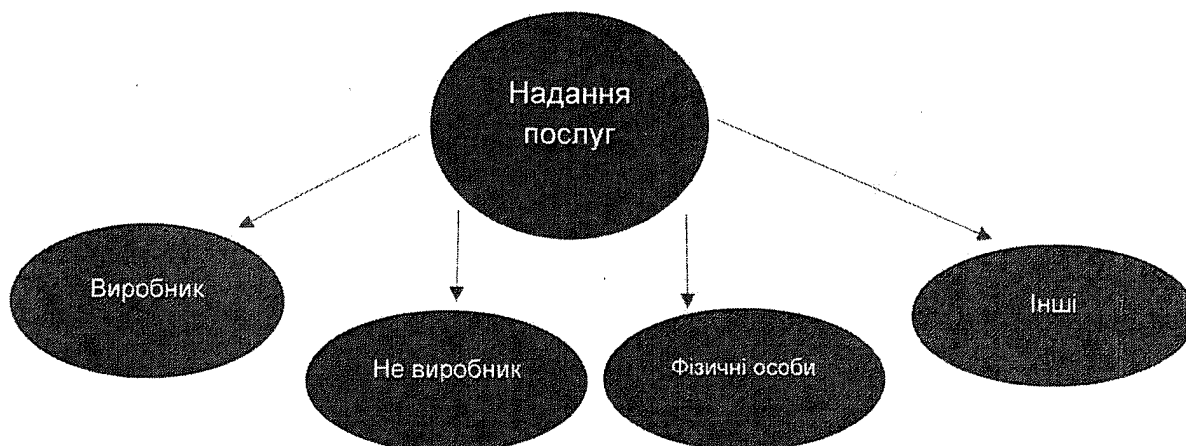 Надання
послуг
Виробник
Не виробник
Фізичні особи
Інші